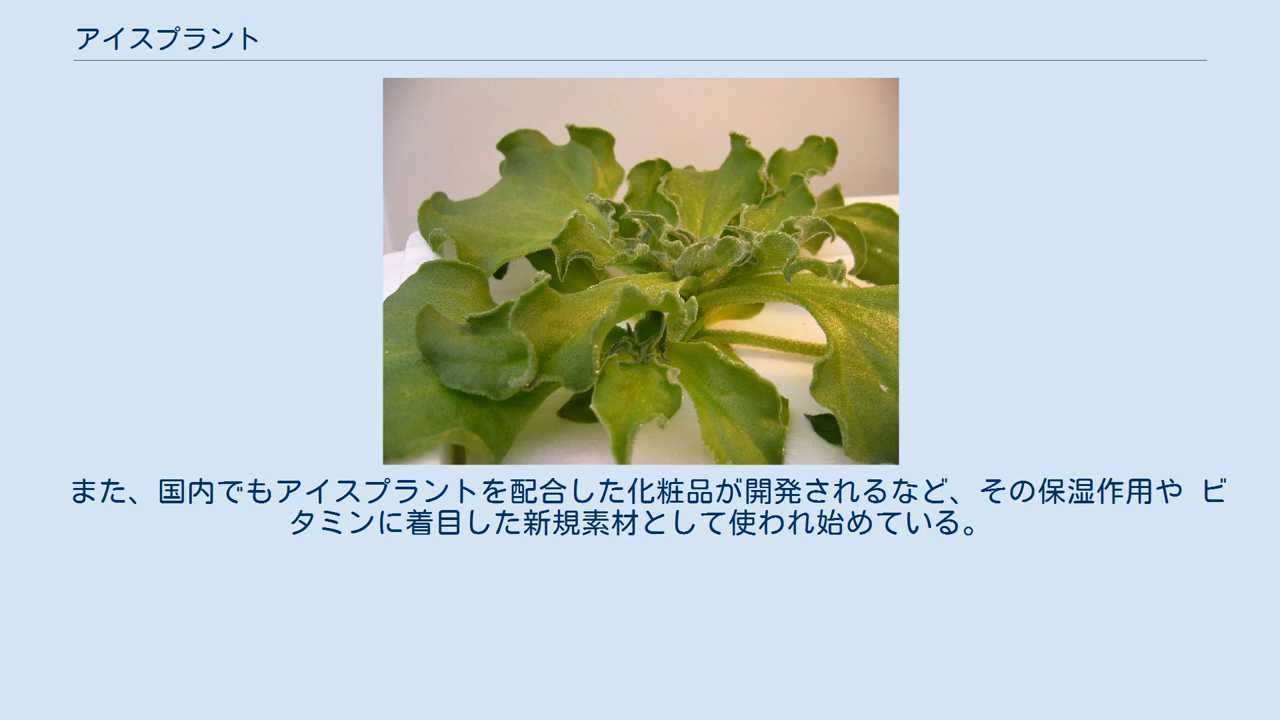 アイスプラント
また、国内でもアイスプラントを配合した化粧品が開発されるなど、その保湿作用や ビ
タミンに着目した新規素材として使われ始めている。